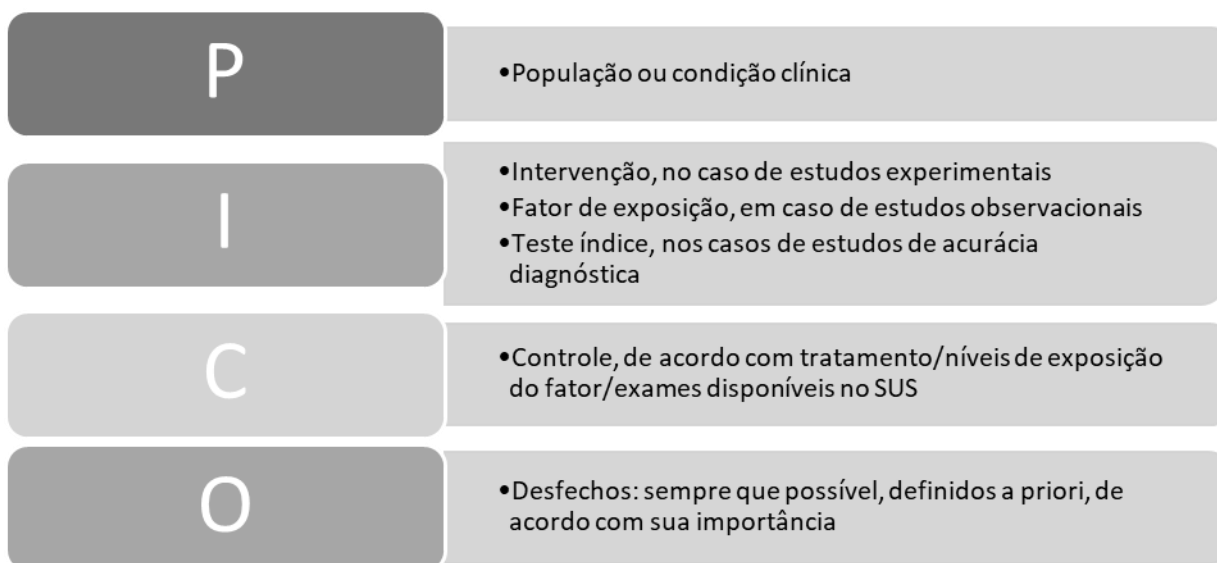 P
•População ou condição clínica
I
•Intervenção, no caso de estudos experimentais
•Fator de exposição, em caso de estudos observacionais
•Teste índice, nos casos de estudos de acurácia
diagnóstica
C
•Controle, de acordo com tratamento/níveis de exposição
do fator/exames disponíveis no SUS
O
•Desfechos: sempre que possível, definidos a priori, de
acordo com sua importância